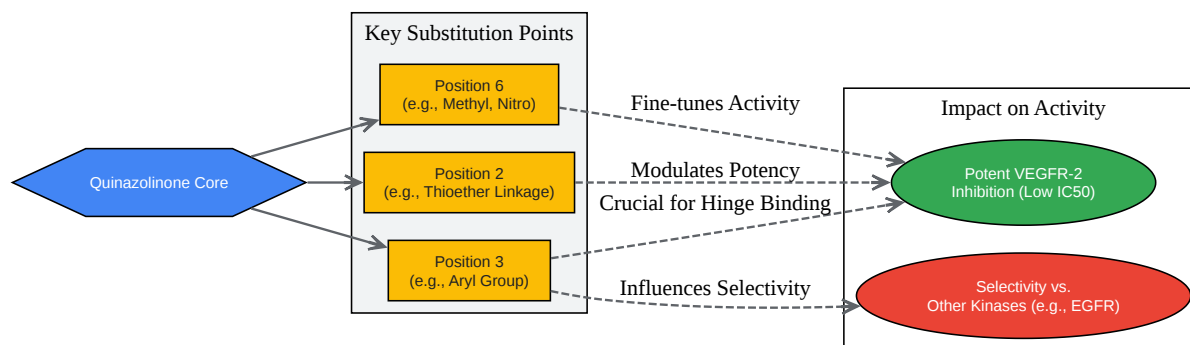 Key Substitution Points
Position 6
(e.g., Methyl, Nitro)
Fine-tunes Activity
Impact on Activity
Quinazolinone Core
Position 2
(e.g., Thioether Linkage)
Modulates Potency
Potent VEGFR-2
Inhibition (Low IC50)
Crucial for Hinge Binding
Position 3
(e.g., Aryl Group)
Influences Selectivity
Selectivity vs.
Other Kinases (e.g., EGFR)